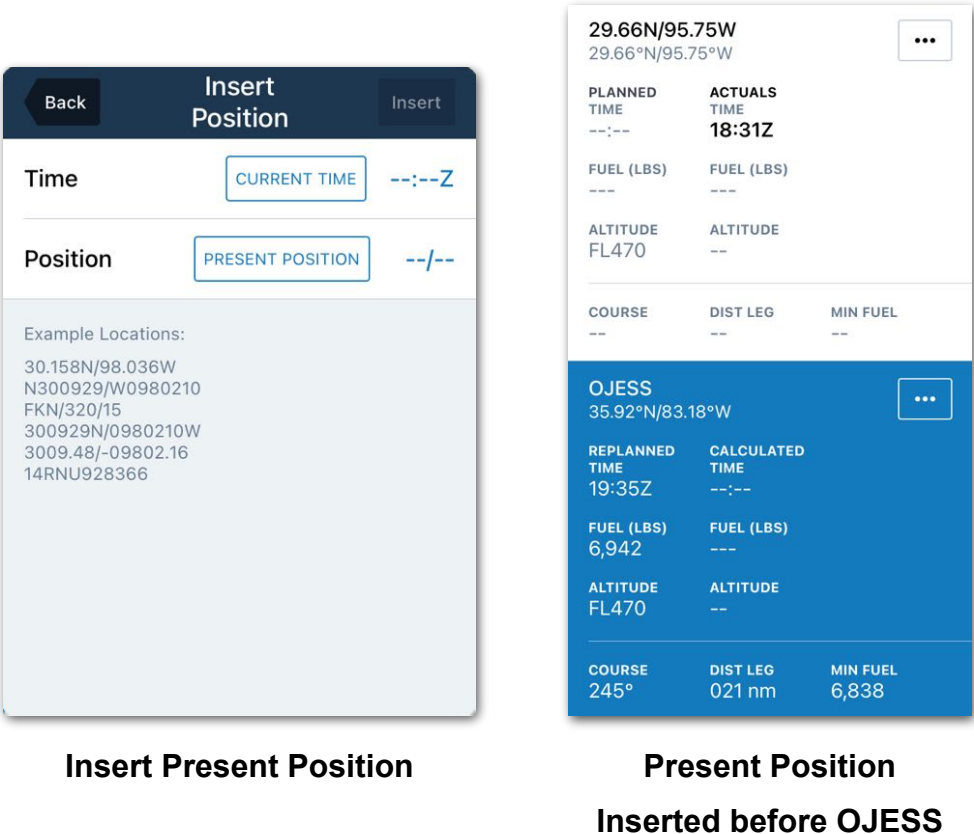 Back
Insert
Position
Insert
Time
CURRENT TIME
--:--Z
Position
PRESENT POSITION
--/--
Example Locations:
30.158N/98.036W
N300929/W0980210
FKN/320/15
300929N/0980210W
3009.48/-09802.16
14RNU928366
Insert Present Position
29.66N/95.75W
29.66°N/95.75°W
•••
PLANNED ACTUALS
TIME TIME
--:-- 18:31Z
FUEL (LBS) FUEL (LBS)
--- ---
ALTITUDE ALTITUDE
FL470 --
COURSE DIST LEG MIN FUEL
-- -- --
OJESS
35.92°N/83.18°W
•••
REPLANNED CALCULATED
TIME TIME
19:35Z --:--
FUEL (LBS) FUEL (LBS)
6,942 ---
ALTITUDE ALTITUDE
FL470 --
COURSE DIST LEG MIN FUEL
245° 021 nm 6,838
Present Position
Inserted before OJESS